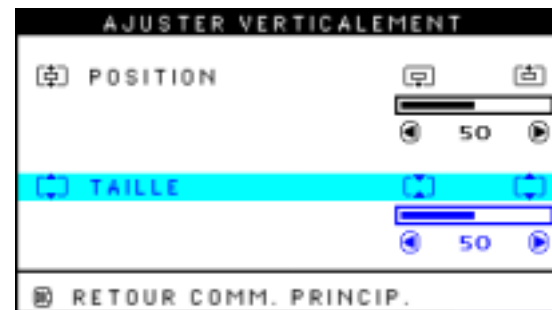 AJUSTER VERTICALEMENT
POSITION
50
TAILLE
50
RETOUR COMM. PRINCIP.